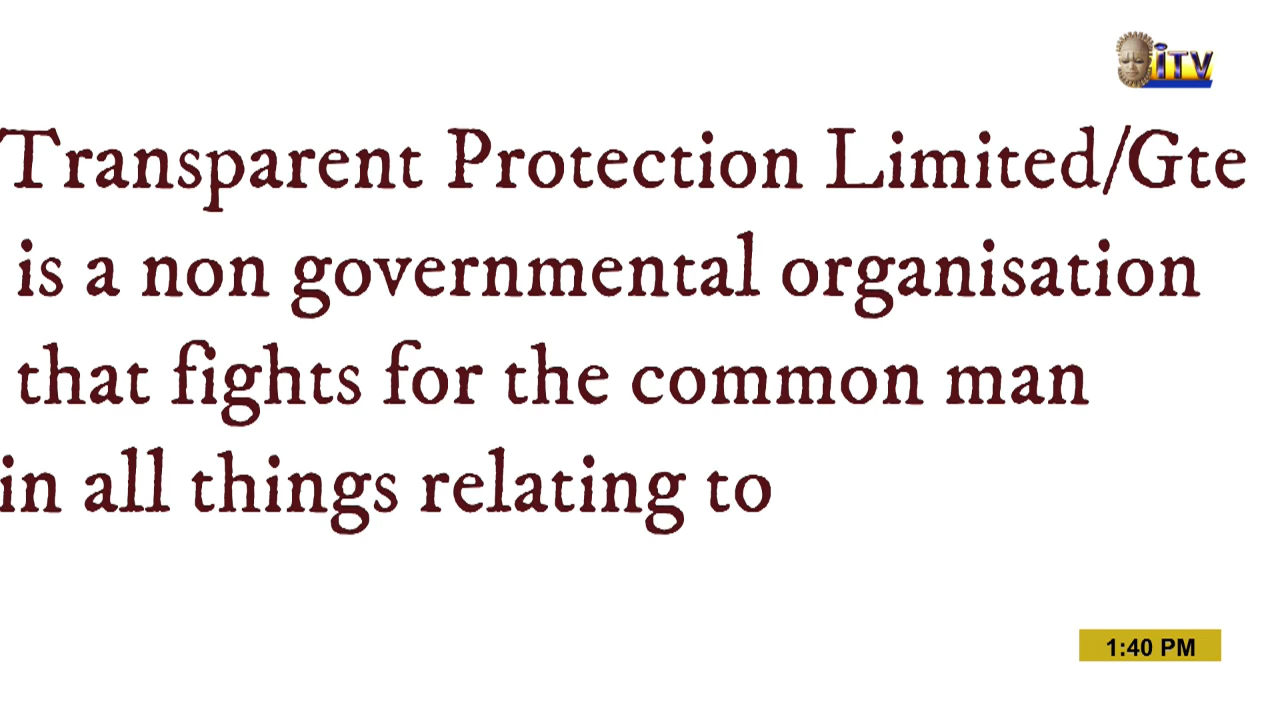 iTV
Transparent Protection Limited/Gte
is a non governmental organisation
that fights for the common man
in all things relating to
1:40 PM